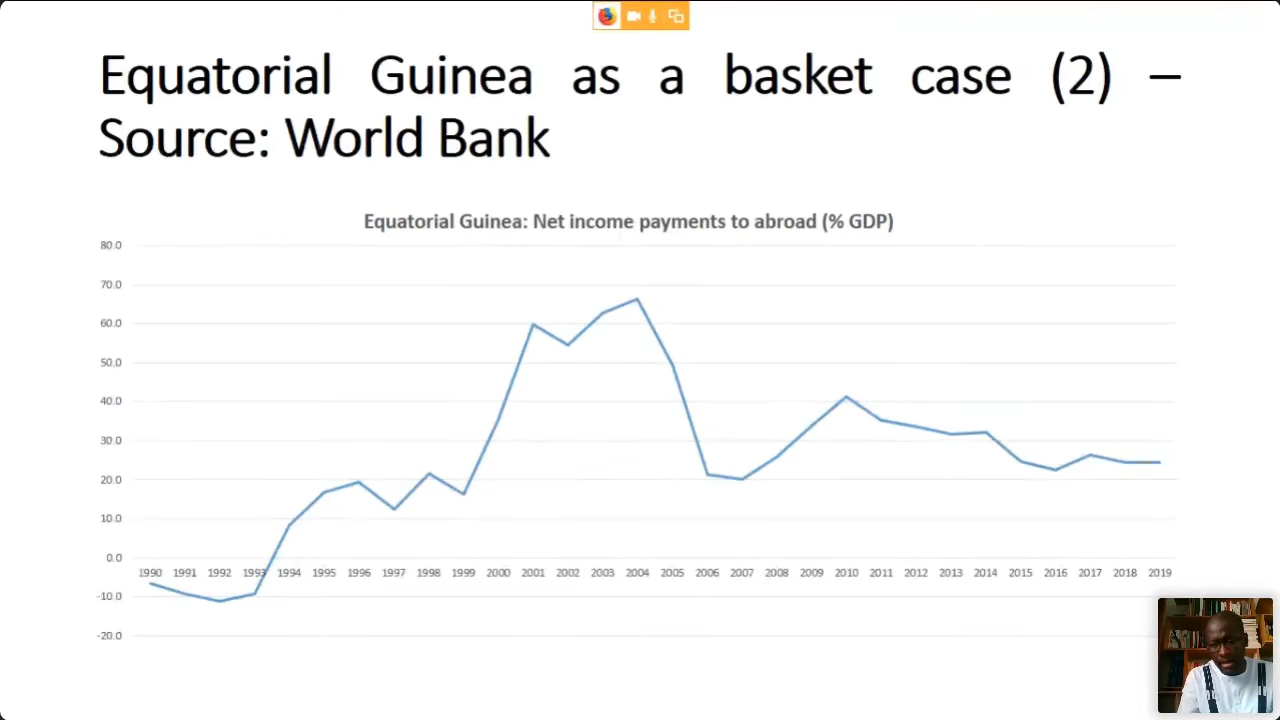 Equatorial Guinea as a basket case (2) –
Source: World Bank
Equatorial Guinea: Net income payments to abroad (% GDP)
80.0
70.0
60.0
50.0
40.0
30.0
20.0
10.0
0.0
1990 1991 1992 1993 1994 1995 1996 1997 1998 1999 2000 2001 2002 2003 2004 2005 2006 2007 2008 2009 2010 2011 2012 2013 2014 2015 2016 2017 2018 2019
-10.0
-20.0